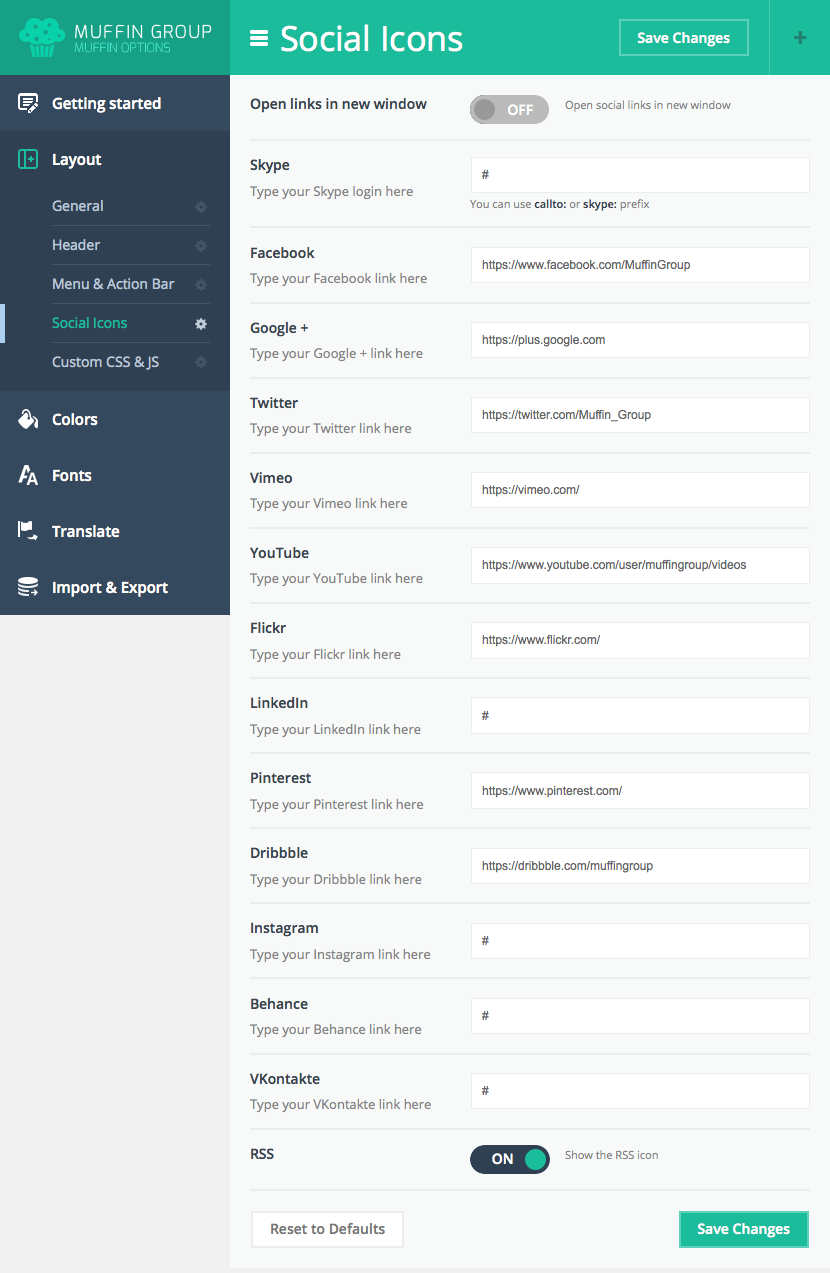 MUFFIN GROUP
MUFFIN OPTIONS
Social Icons
Save Changes
+
Getting started
Layout
General
Header
Menu & Action Bar
Social Icons
Custom CSS & JS
Colors
Fonts
Translate
Import & Export
Open links in new window
OFF
Open social links in new window
Skype
Type your Skype login here
#
You can use callto: or skype: prefix
Facebook
Type your Facebook link here
https://www.facebook.com/MuffinGroup
Google +
Type your Google + link here
https://plus.google.com
Twitter
Type your Twitter link here
https://twitter.com/Muffin_Group
Vimeo
Type your Vimeo link here
https://vimeo.com/
YouTube
Type your YouTube link here
https://www.youtube.com/user/muffingroup/videos
Flickr
Type your Flickr link here
https://www.flickr.com/
LinkedIn
Type your LinkedIn link here
#
Pinterest
Type your Pinterest link here
https://www.pinterest.com/
Dribbble
Type your Dribbble link here
https://dribbble.com/muffingroup
Instagram
Type your Instagram link here
#
Behance
Type your Behance link here
#
VKontakte
Type your VKontakte link here
#
RSS
ON
Show the RSS icon
Reset to Defaults
Save Changes